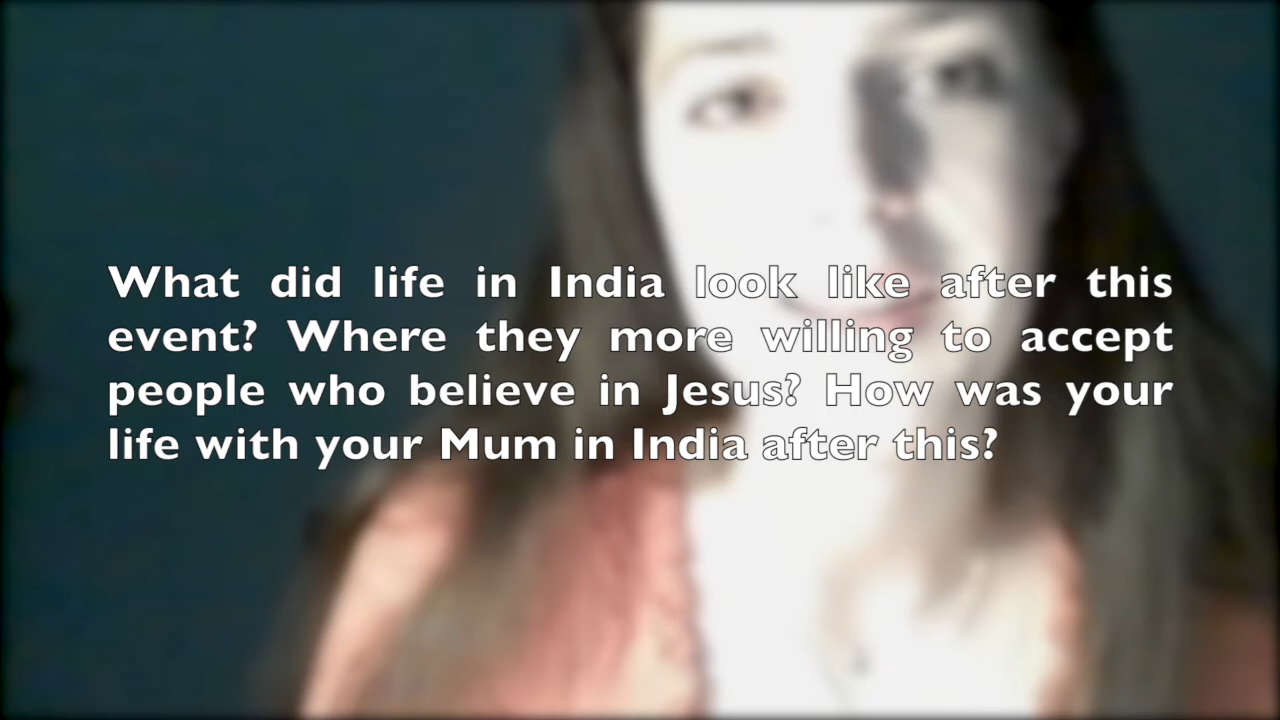 What did life in India look like after this
event? Where they more willing to accept
people who believe in Jesus? How was your
life with your Mum in India after this?